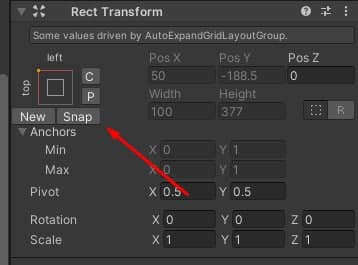 Rect Transform
Some values driven by AutoExpandGridLayoutGroup.
left Pos X Pos Y Pos Z
top C 50 -188.5 0
P Width Height
100 377 R
New Snap
Anchors
Min X 0 Y 1
Max X 0 Y 1
Pivot X 0.5 Y 0.5
Rotation X 0 Y 0 Z 0
Scale X 1 Y 1 Z 1